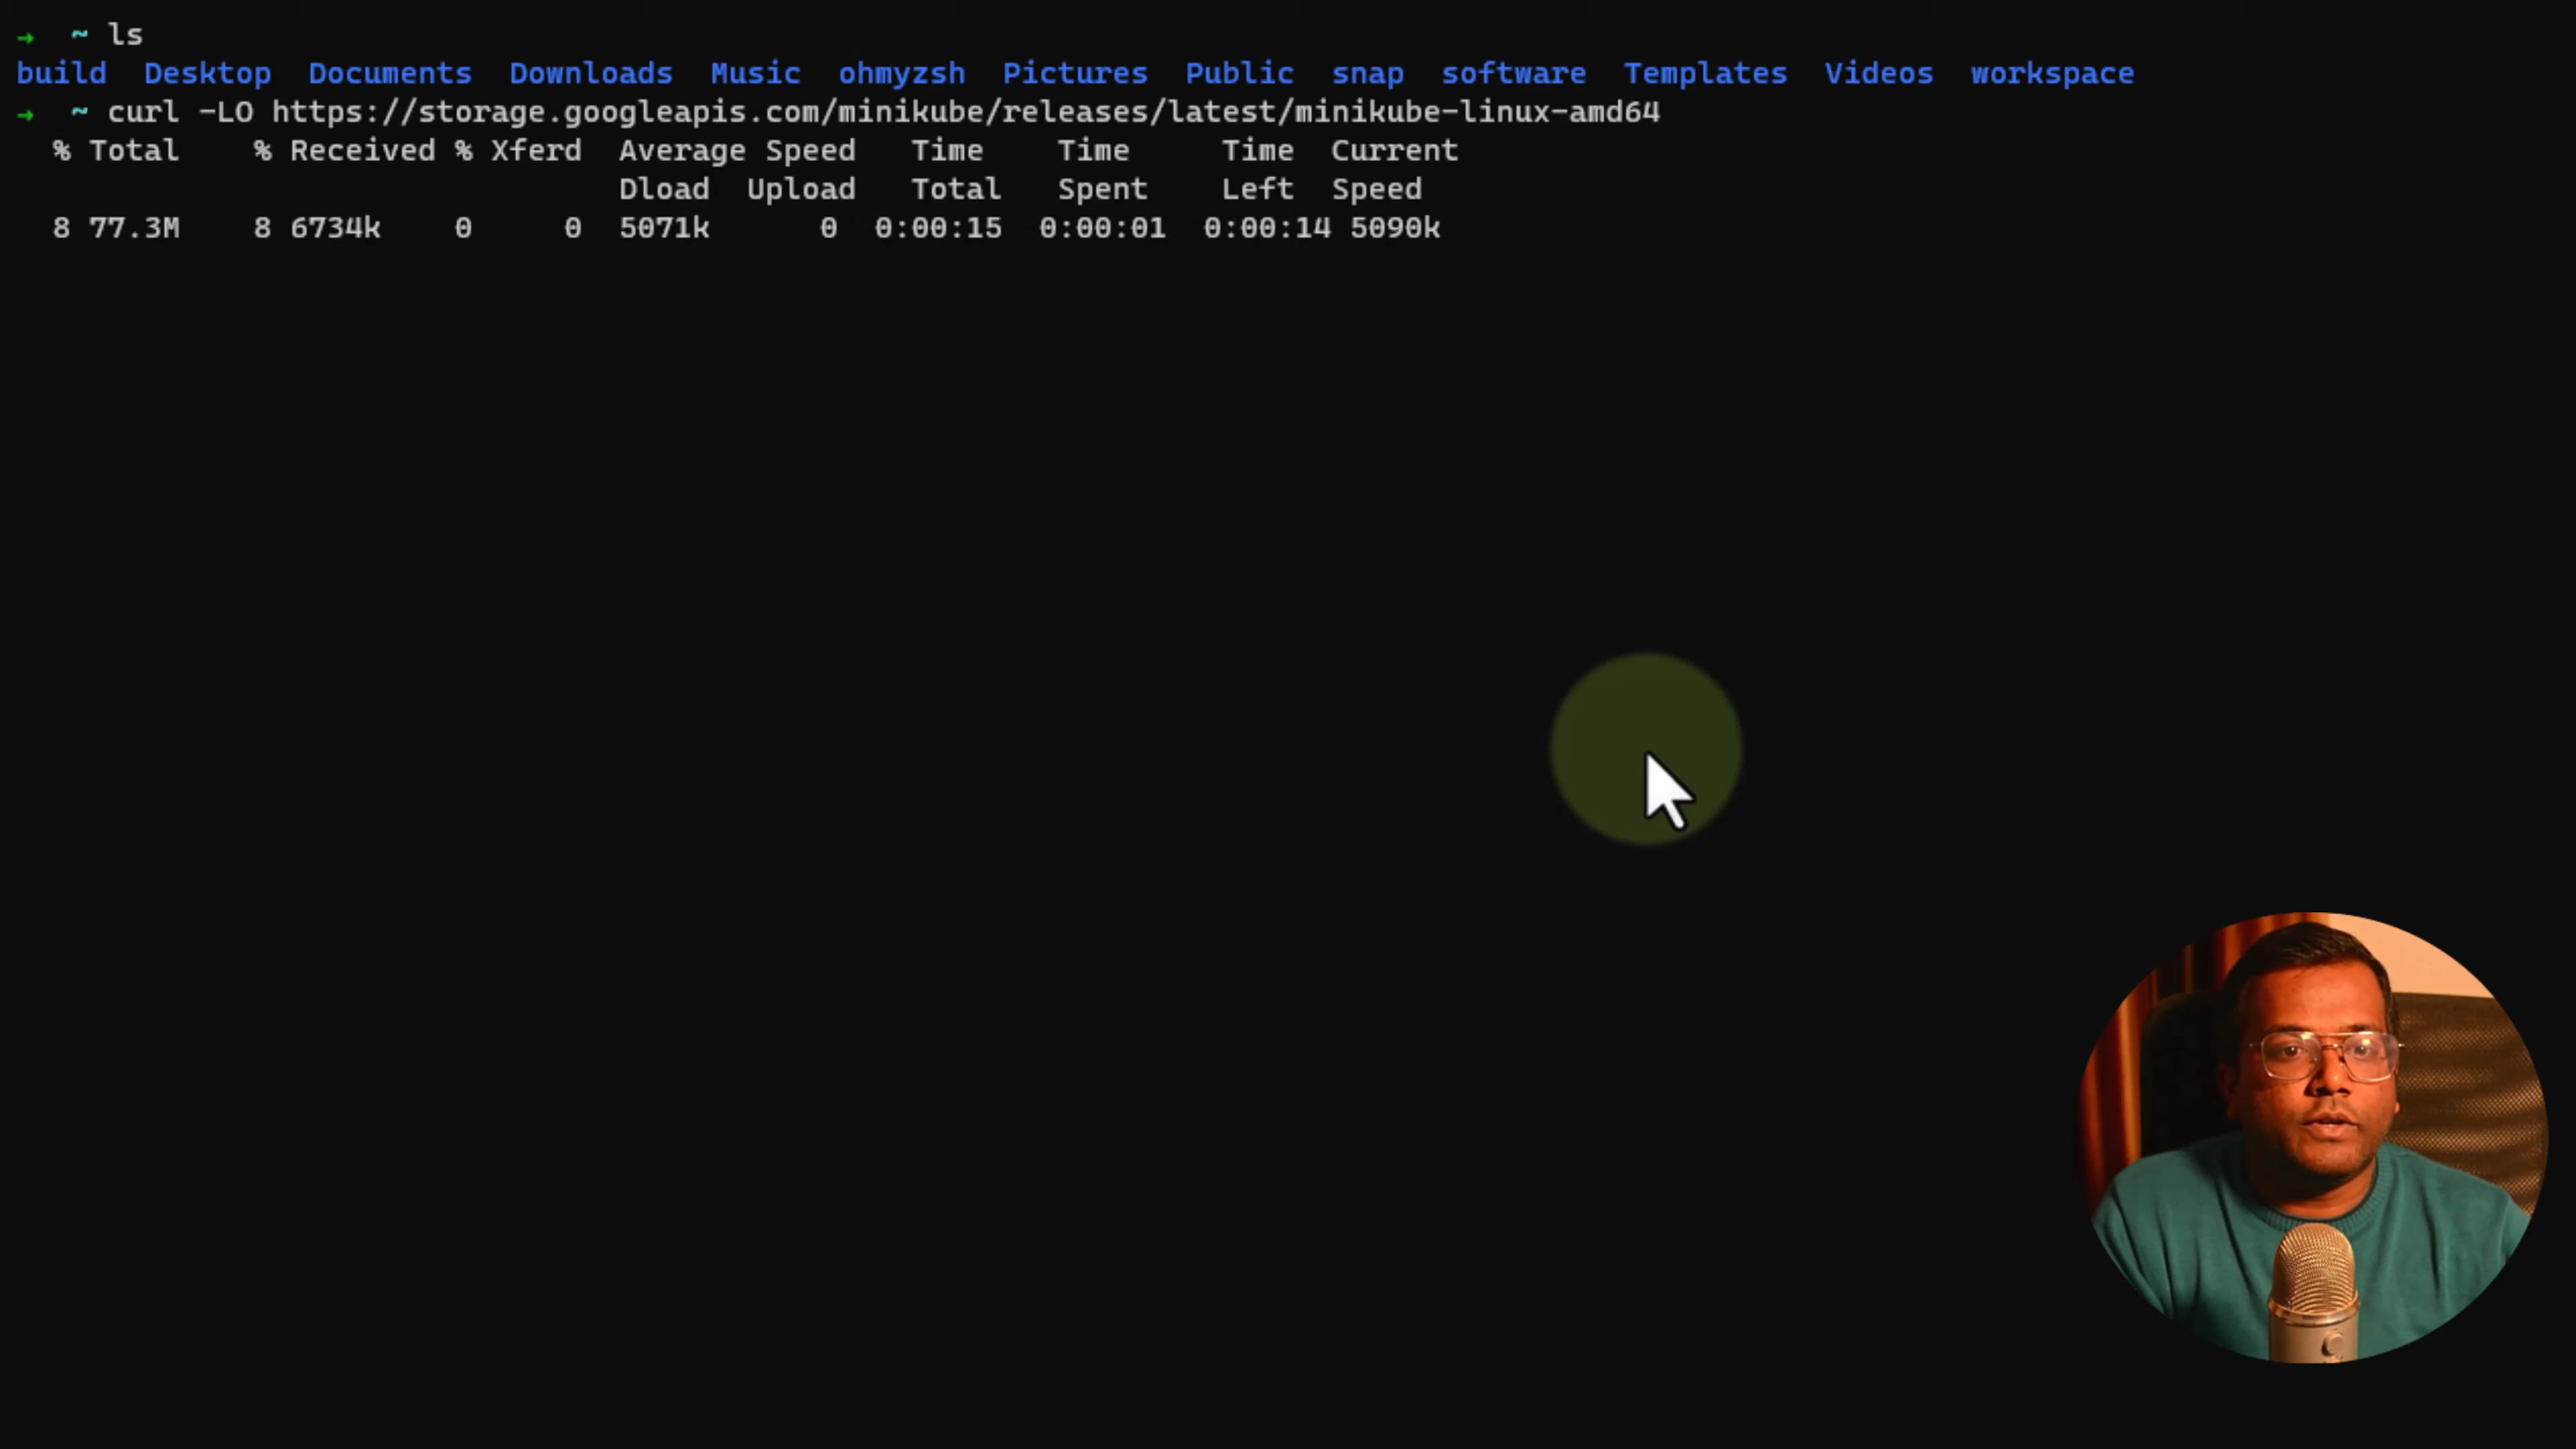 → ~ ls
build Desktop Documents Downloads Music ohmyzsh Pictures Public snap software Templates Videos workspace
→ ~ curl -LO https://storage.googleapis.com/minikube/releases/latest/minikube-linux-amd64
% Total % Received % Xferd Average Speed Time Time Time Current
Dload Upload Total Spent Left Speed
8 77.3M 8 6734k 0 0 5071k 0 0:00:15 0:00:01 0:00:14 5090k